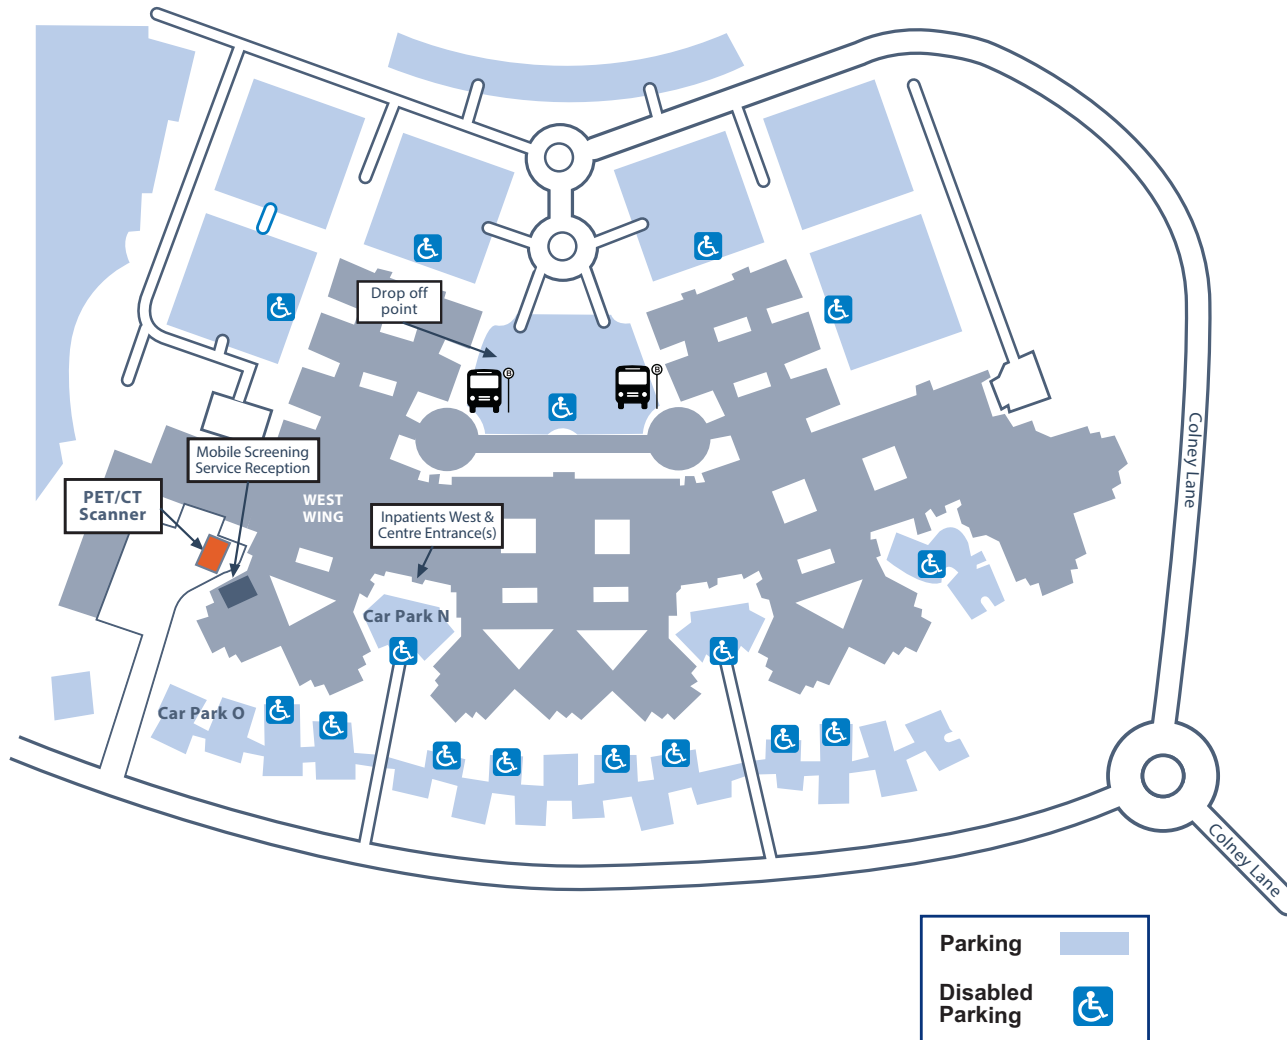 Drop off
point
B
B
Mobile Screening
Service Reception
PET/CT
Scanner
WEST
WING
Inpatients West &
Centre Entrance(s)
Colney Lane
Car Park N
Car Park O
Colney Lane
Parking
Disabled
Parking